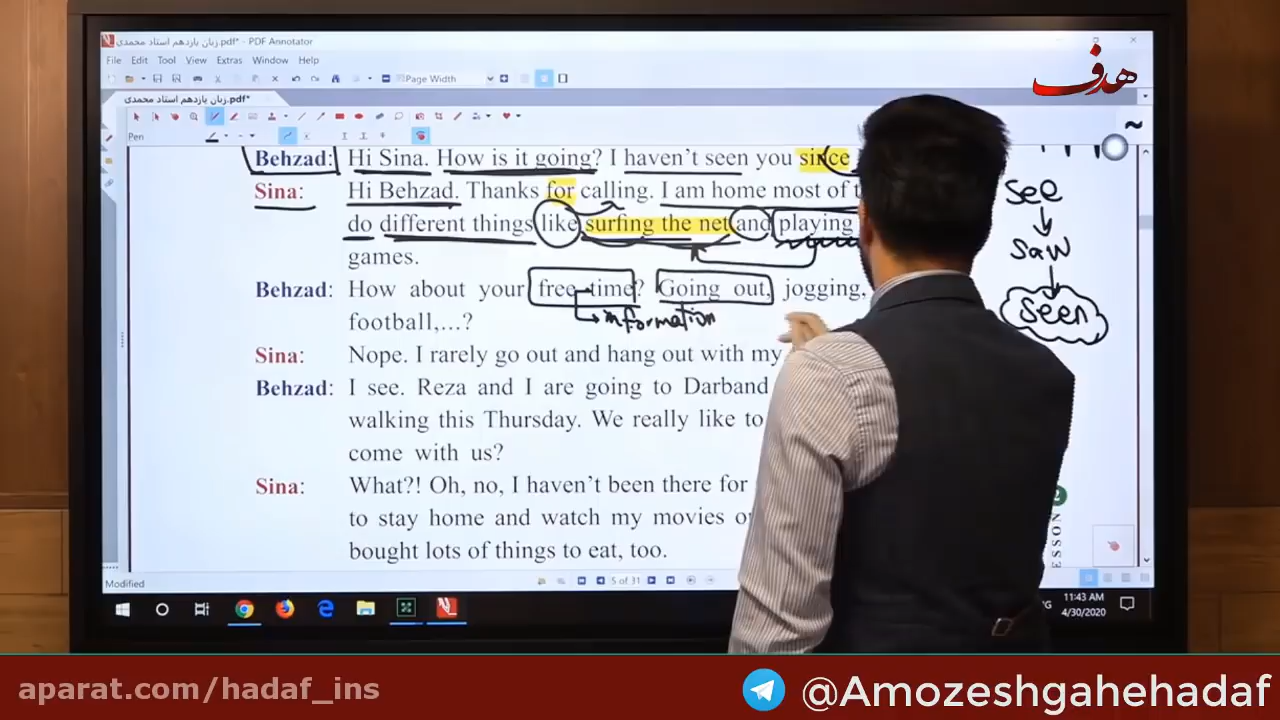 زبان یازدهم استاد محمدی.pdf* - PDF Annotator
File Edit Tool View Extras Window Help
Page Width
زبان یازدهم استاد محمدی.pdf*
Pen
هدف
Behzad: Hi Sina. How is it going? I haven't seen you since
Sina: Hi Behzad. Thanks for calling. I am home most of
do different things like surfing the net and playing
games.
Behzad: How about your free time? Going out, jogging,
information
football,...?
Sina: Nope. I rarely go out and hang out with my
Behzad: I see. Reza and I are going to Darband
walking this Thursday. We really like to
come with us?
Sina: What?! Oh, no, I haven't been there for
to stay home and watch my movies
bought lots of things to eat, too.
see
saw
seen
Modified
5 of 31
11:43 AM
4/30/2020
aparat.com/hadaf_ins
@Amozeshgahehadaf